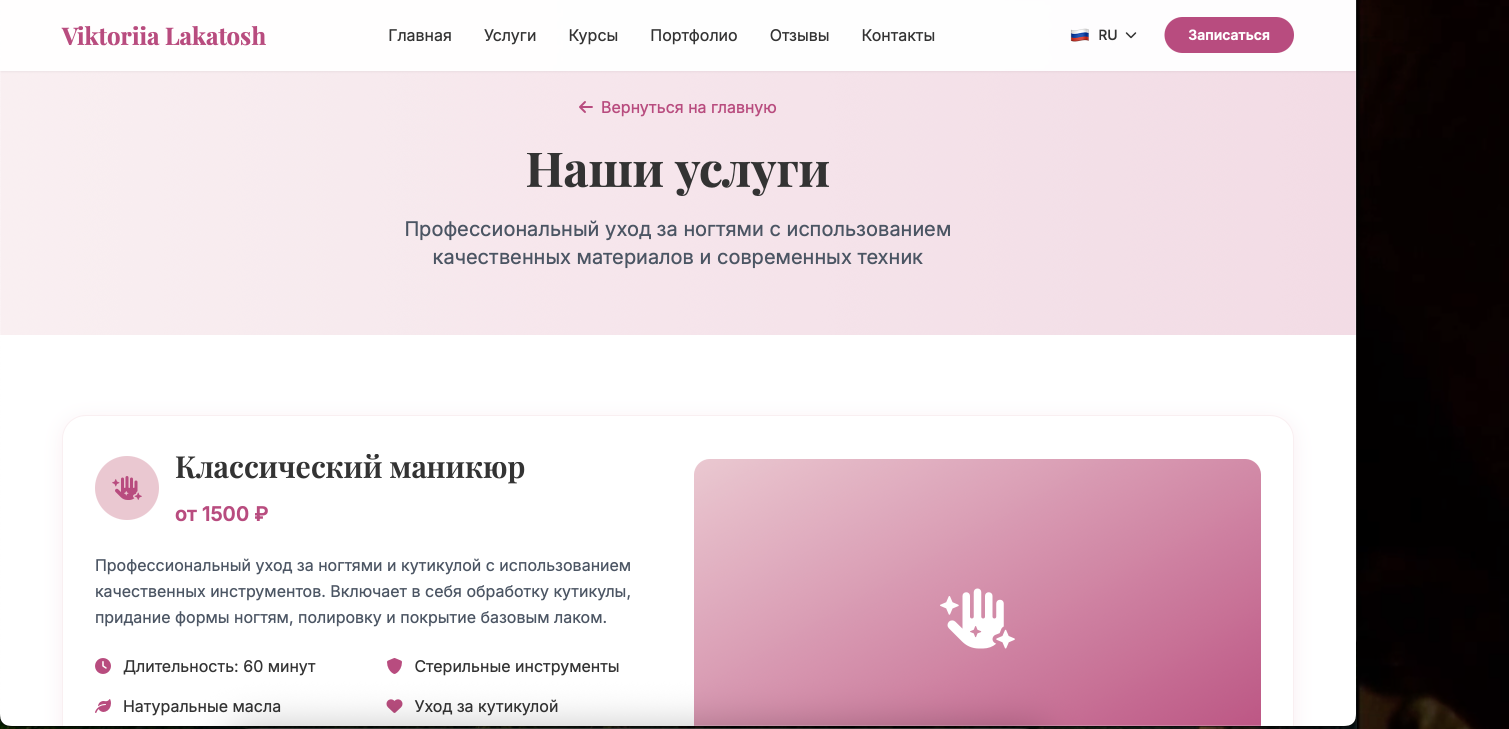 Viktoriia Lakatosh
Главная Услуги Курсы Портфолио Отзывы Контакты
RU
Записаться
Вернуться на главную
Наши услуги
Профессиональный уход за ногтями с использованием
качественных материалов и современных техник
Классический маникюр
от 1500 ₽
Профессиональный уход за ногтями и кутикулой с использованием
качественных инструментов. Включает в себя обработку кутикулы,
придание формы ногтям, полировку и покрытие базовым лаком.
Длительность: 60 минут
Стерильные инструменты
Натуральные масла
Уход за кутикулой